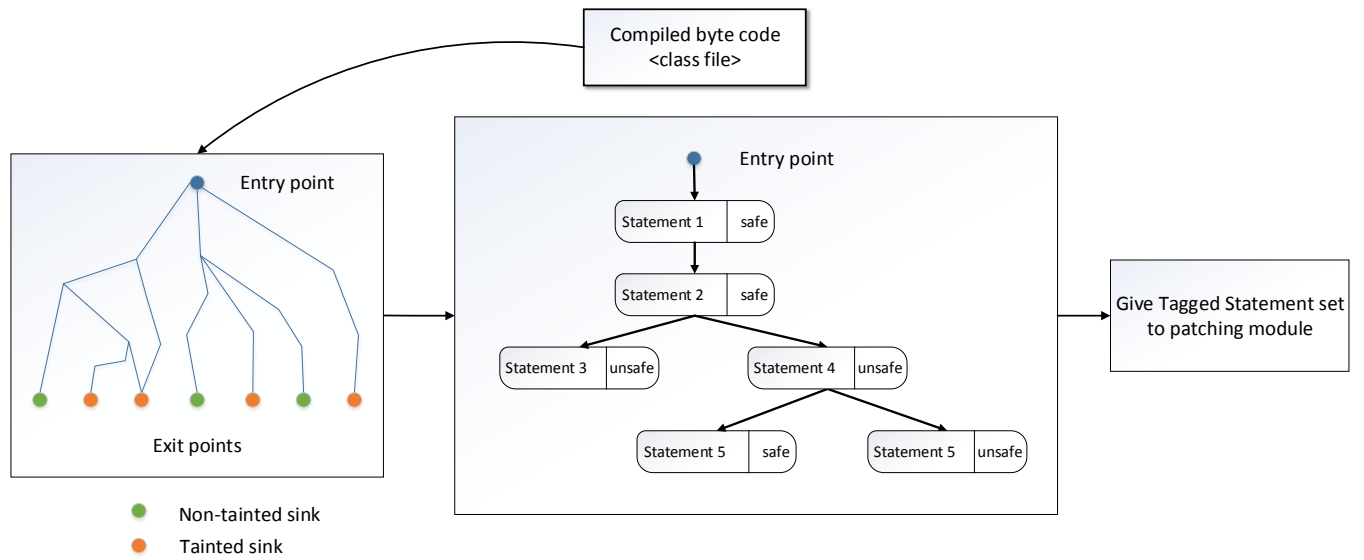 Compiled byte code
<class file>
Entry point
Exit points
Non-tainted sink
Tainted sink
Entry point
Statement 1 safe
Statement 2 safe
Statement 3 unsafe
Statement 4 unsafe
Statement 5 safe
Statement 5 unsafe
Give Tagged Statement set
to patching module